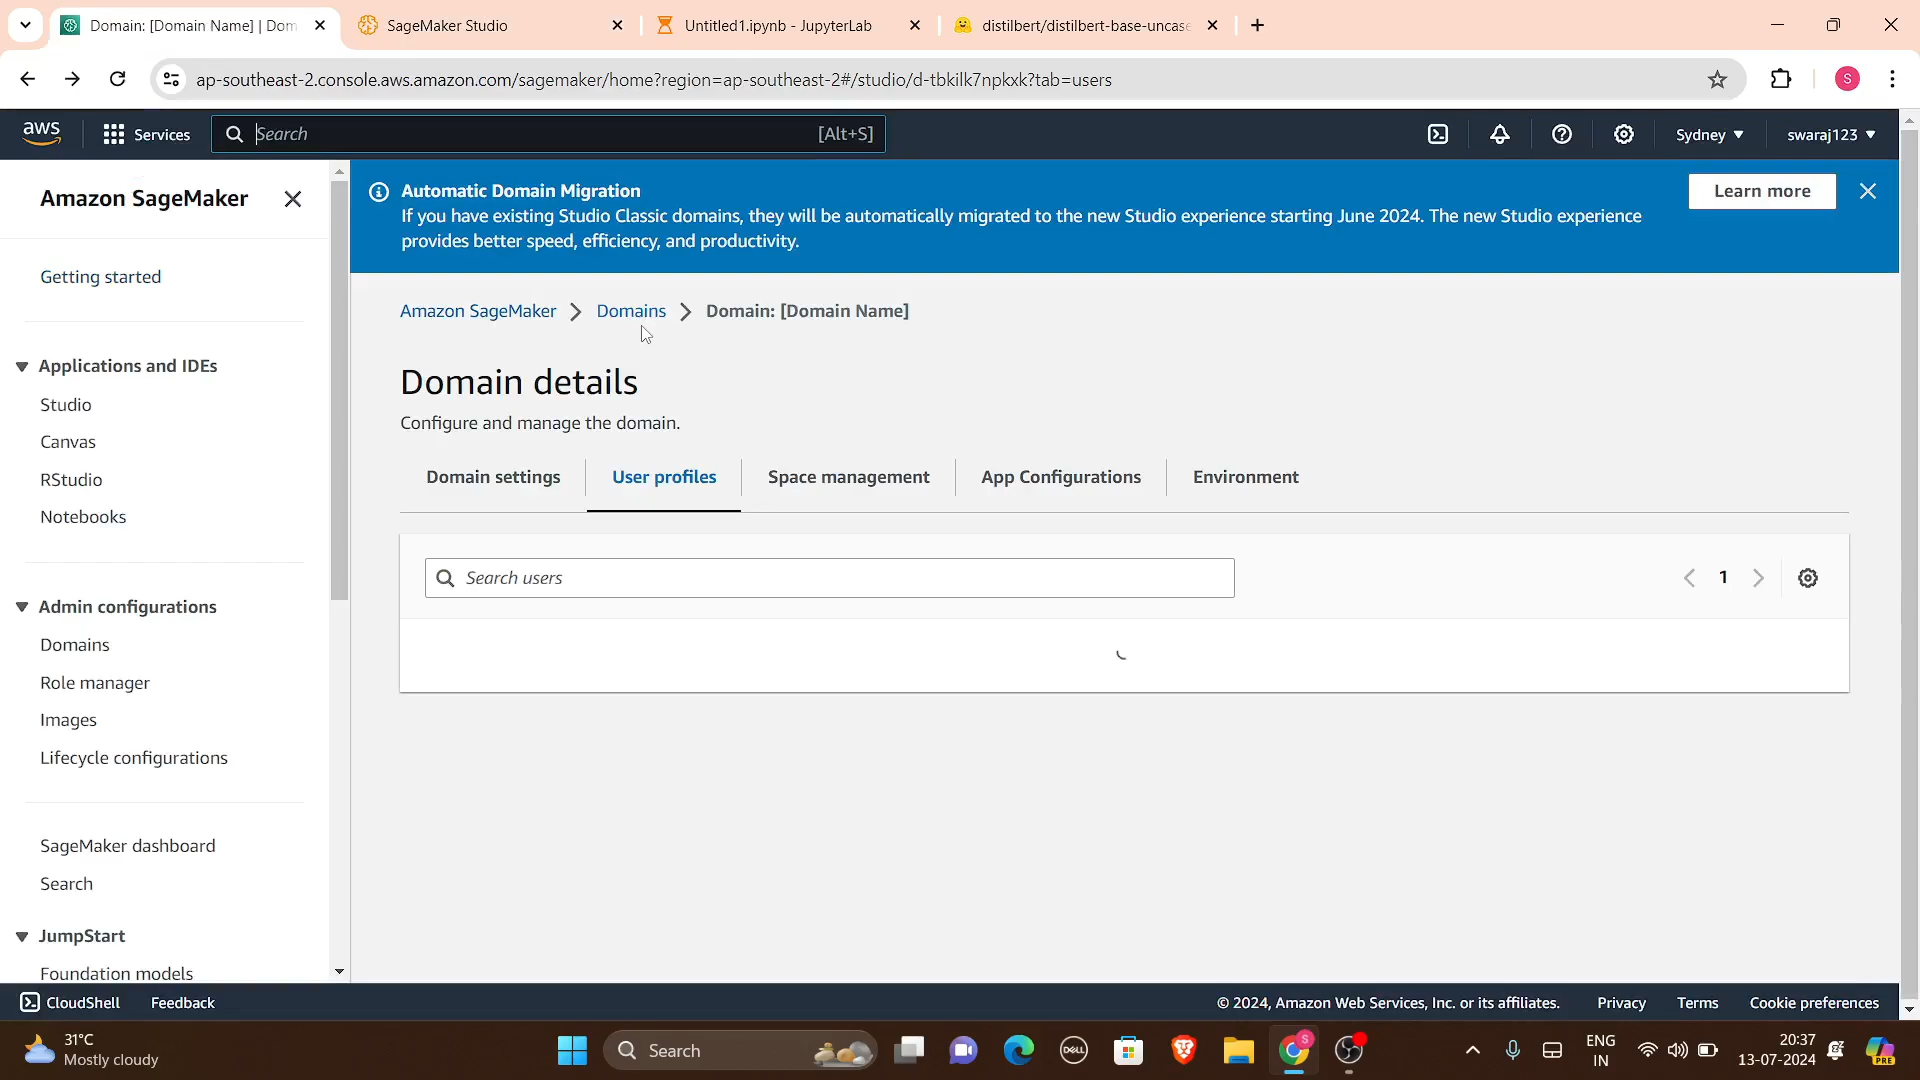 Domain: [Domain Name] | Dom
SageMaker Studio
Untitled1.ipynb - JupyterLab
distilbert/distilbert-base-uncase
ap-southeast-2.console.aws.amazon.com/sagemaker/home?region=ap-southeast-2#/studio/d-tbkilk7npkxk?tab=users
S
aws
Services
Search
[Alt+S]
Sydney
swaraj123
Amazon SageMaker
Getting started
Applications and IDEs
Studio
Canvas
RStudio
Notebooks
Admin configurations
Domains
Role manager
Images
Lifecycle configurations
SageMaker dashboard
Search
JumpStart
Foundation models
Automatic Domain Migration
If you have existing Studio Classic domains, they will be automatically migrated to the new Studio experience starting June 2024. The new Studio experience
provides better speed, efficiency, and productivity.
Learn more
Amazon SageMaker
Domains
Domain: [Domain Name]
Domain details
Configure and manage the domain.
Domain settings
User profiles
Space management
App Configurations
Environment
Search users
1
CloudShell
Feedback
© 2024, Amazon Web Services, Inc. or its affiliates.
Privacy
Terms
Cookie preferences
31°C
Mostly cloudy
Search
DELL
S
ENG
IN
20:37
13-07-2024
PRE